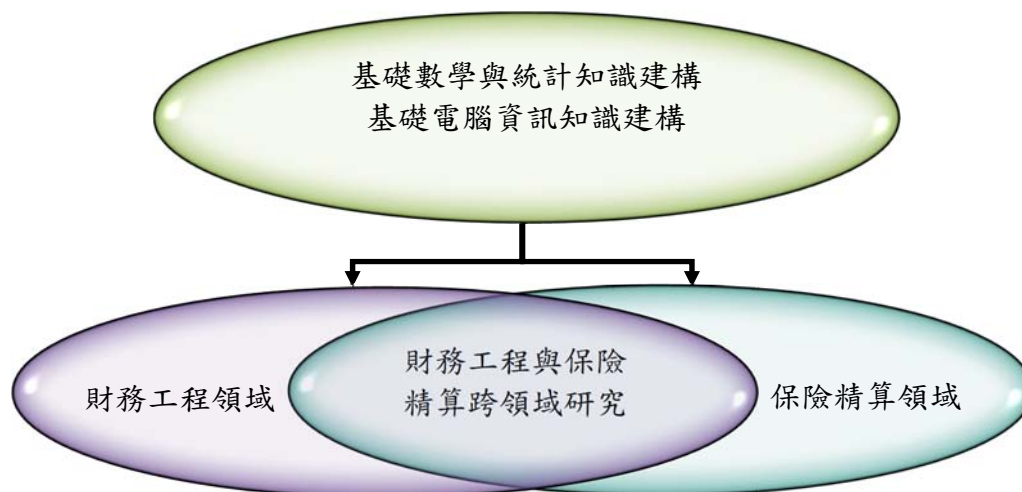 基礎數學與統計知識建構
基礎電腦資訊知識建構
財務工程領域
財務工程與保險
精算跨領域研究
保險精算領域